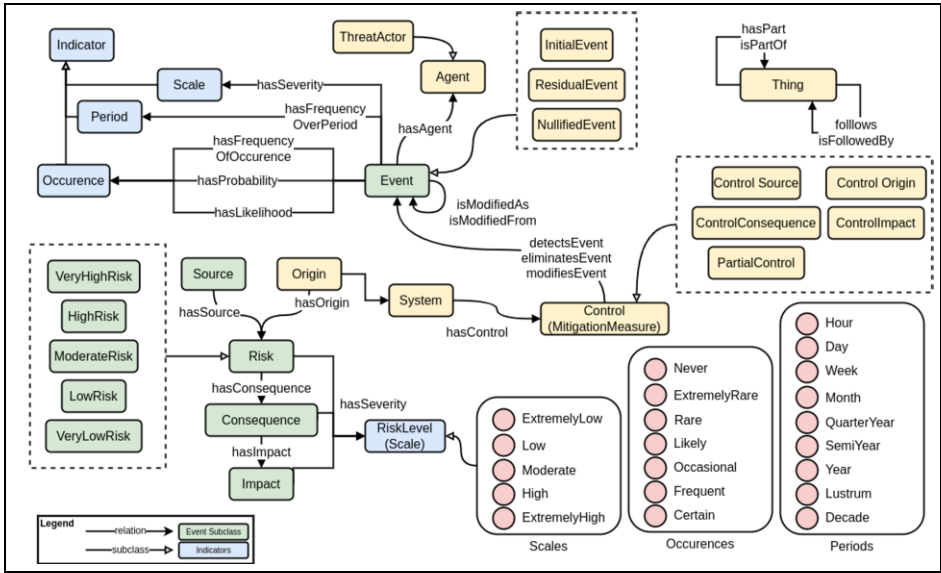 Indicator
ThreatActor
InitialEvent
hasPart
isPartOf
Scale
hasSeverity
Agent
ResidualEvent
Thing
Period
hasFrequency
OverPeriod
hasAgent
NullifiedEvent
folllows
isFollowedBy
hasFrequency
OfOccurence
Occurence
hasProbability
Event
hasLikelihood
isModifiedAs
isModifiedFrom
Control Source
Control Origin
ControlConsequence
ControlImpact
PartialControl
detectsEvent
eliminatesEvent
modifiesEvent
VeryHighRisk
HighRisk
ModerateRisk
LowRisk
VeryLowRisk
Source
Origin
hasSource
hasOrigin
System
hasControl
Control
(MitigationMeasure)
Risk
hasConsequence
Consequence
hasImpact
Impact
hasSeverity
RiskLevel
(Scale)
ExtremelyLow
Low
Moderate
High
ExtremelyHigh
Scales
Never
ExtremelyRare
Rare
Likely
Occasional
Frequent
Certain
Occurences
Hour
Day
Week
Month
QuarterYear
SemiYear
Year
Lustrum
Decade
Periods
Legend
relation
Event Subclass
subclass
Indicators